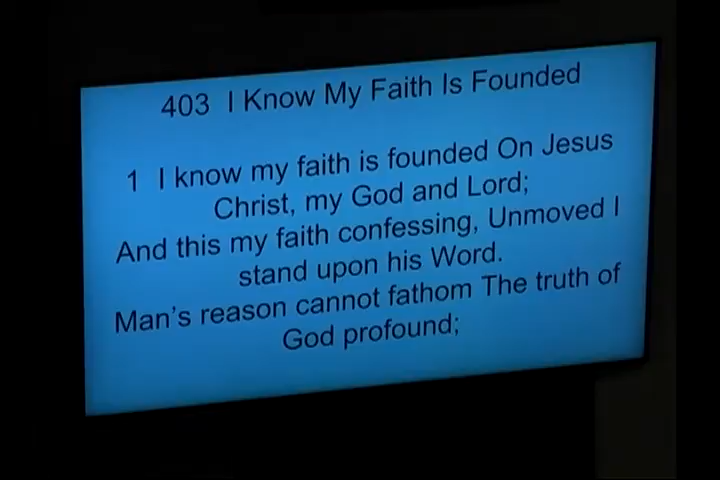 403 I Know My Faith Is Founded
1 I know my faith is founded On Jesus
Christ, my God and Lord;
And this my faith confessing, Unmoved I
stand upon his Word.
Man's reason cannot fathom The truth of
God profound;